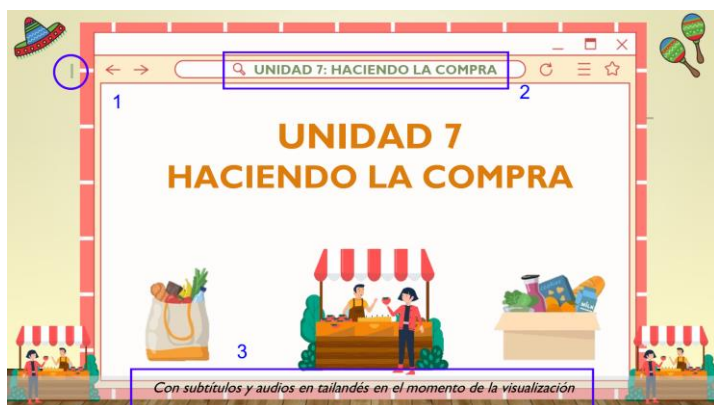 UNIDAD 7: HACIENDO LA COMPRA
1
2
UNIDAD 7
HACIENDO LA COMPRA
3
Con subtítulos y audios en tailandés en el momento de la visualización